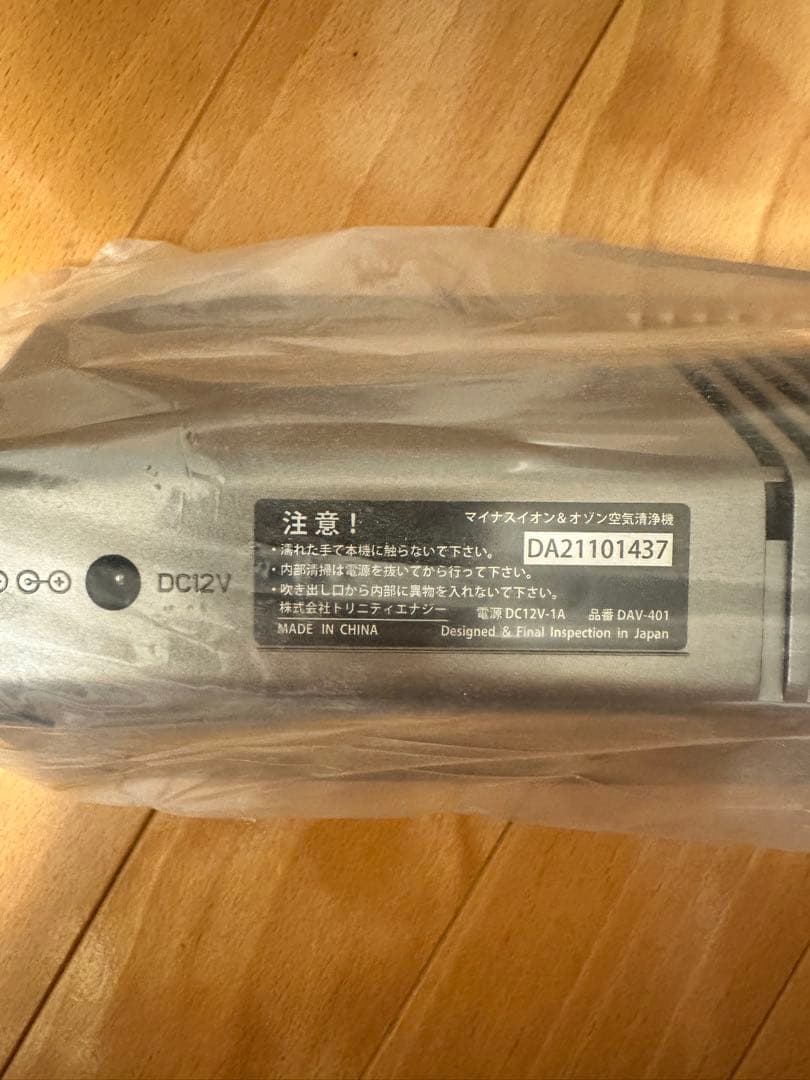 DC12V
注意！
マイナスイオン&オゾン空気清浄機
・濡れた手で本機に触らないで下さい。
DA21101437
・内部清掃は電源を抜いてから行って下さい。
・吹き出し口から内部に異物を入れないで下さい。
株式会社トリニティエナジー 電源 DC12V-1A 品番 DAV-401
MADE IN CHINA Designed & Final Inspection in Japan